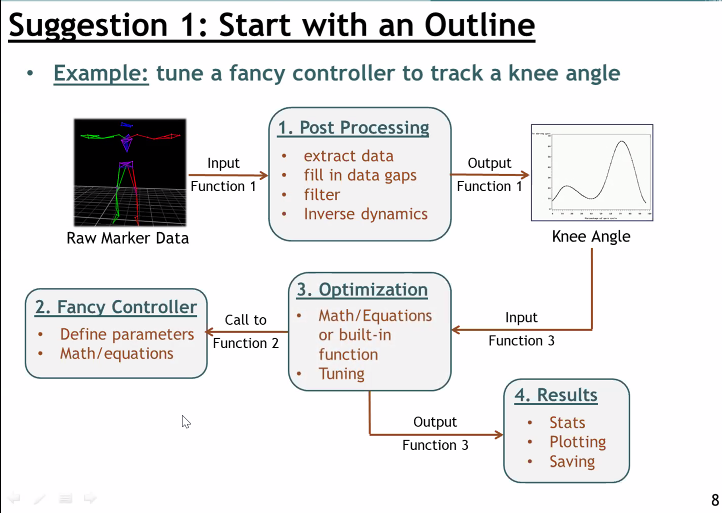 Suggestion 1: Start with an Outline
• Example: tune a fancy controller to track a knee angle
Raw Marker Data
Input
Function 1
1. Post Processing
• extract data
• fill in data gaps
• filter
• Inverse dynamics
Output
Function 1
Knee Angle
Input
Function 3
3. Optimization
• Math/Equations
or built-in
function
• Tuning
Call to
Function 2
2. Fancy Controller
• Define parameters
• Math/equations
Output
Function 3
4. Results
• Stats
• Plotting
• Saving
8